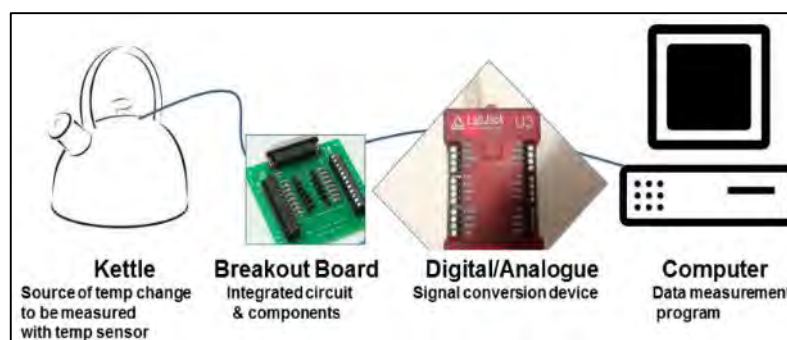 LabJack U3
Kettle
Source of temp change
to be measured
with temp sensor
Breakout Board
Integrated circuit
& components
Digital/Analogue
Signal conversion device
Computer
Data measurement
program